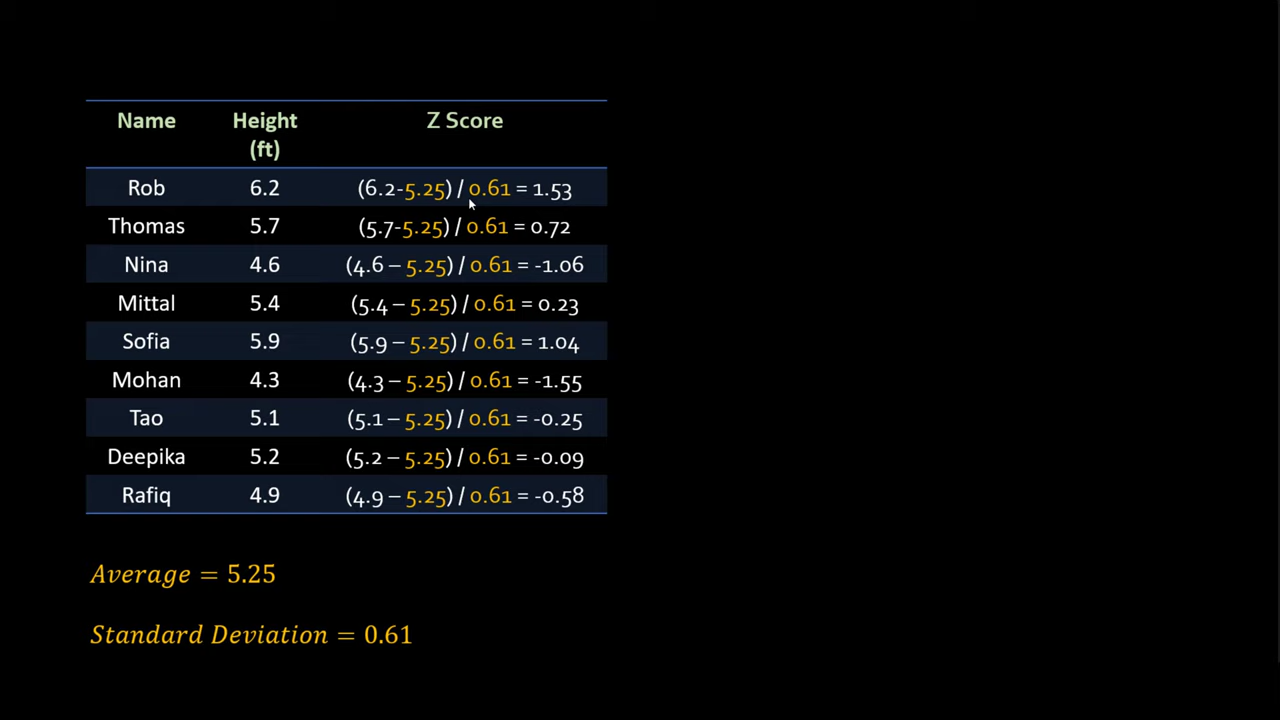 Name Height (ft) Z Score
Rob 6.2 (6.2-5.25) / 0.61 = 1.53
Thomas 5.7 (5.7-5.25) / 0.61 = 0.72
Nina 4.6 (4.6 – 5.25) / 0.61 = -1.06
Mittal 5.4 (5.4 – 5.25) / 0.61 = 0.23
Sofia 5.9 (5.9 – 5.25) / 0.61 = 1.04
Mohan 4.3 (4.3 – 5.25) / 0.61 = -1.55
Tao 5.1 (5.1 – 5.25) / 0.61 = -0.25
Deepika 5.2 (5.2 – 5.25) / 0.61 = -0.09
Rafiq 4.9 (4.9 – 5.25) / 0.61 = -0.58
Average = 5.25
Standard Deviation = 0.61